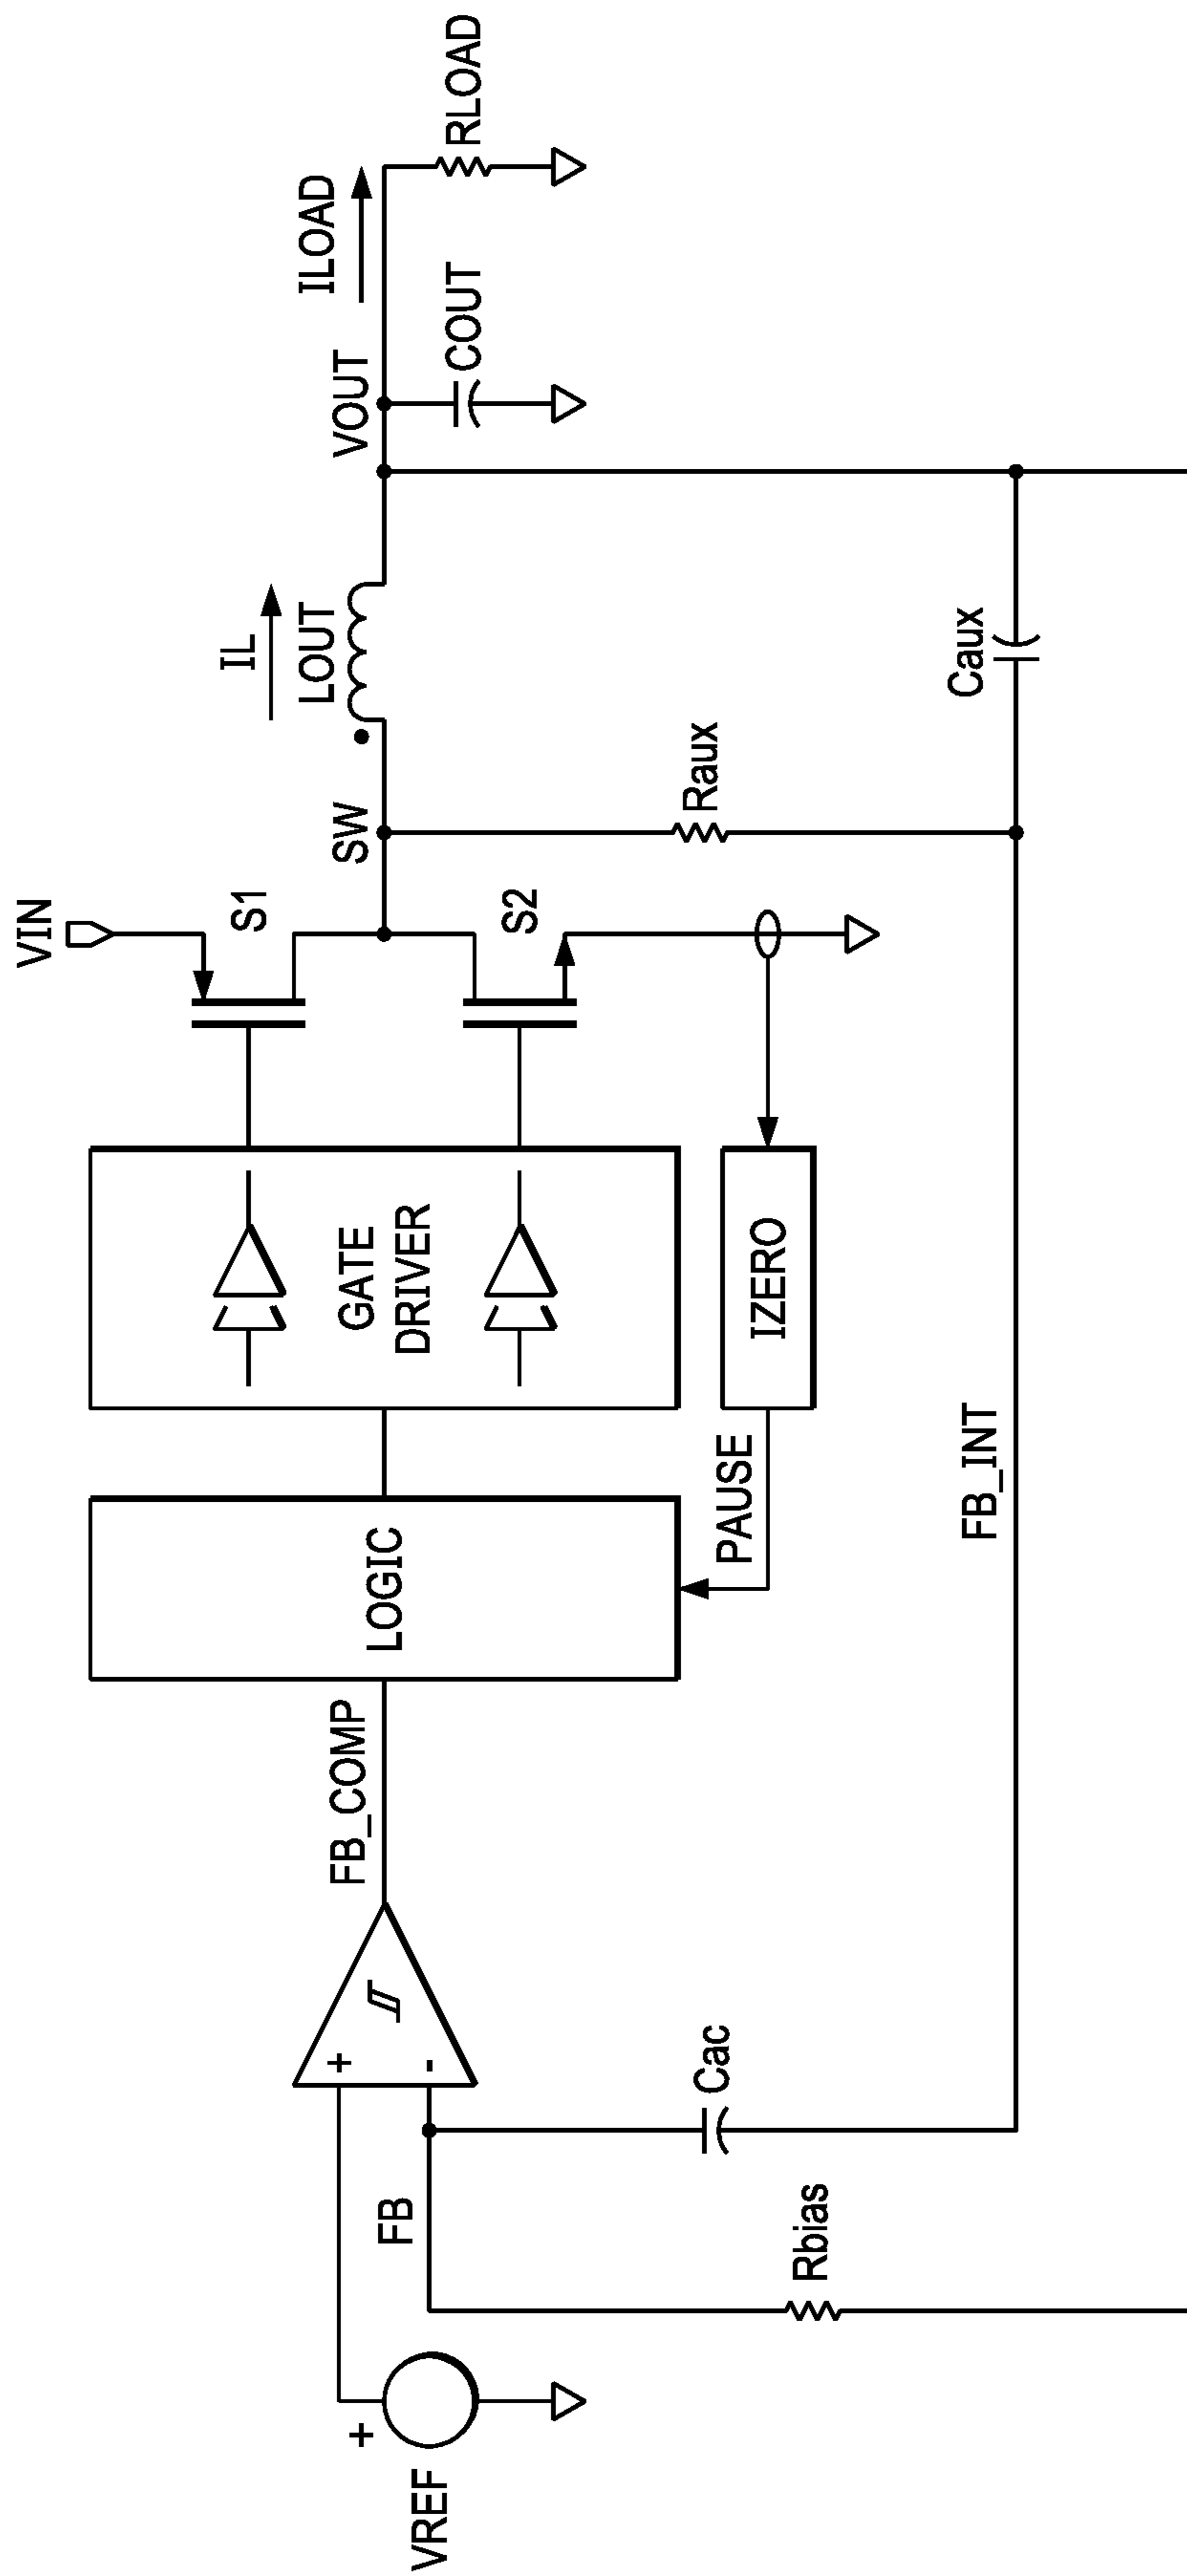 VIN
S1
IL
LOUT
SW
VOUT
ILOAD
RLOAD
COUT
S2
GATE
DRIVER
LOGIC
FB_COMP
+
-
FB
VREF
+
IZERO
PAUSE
Raux
Caux
FB_INT
Cac
Rbias